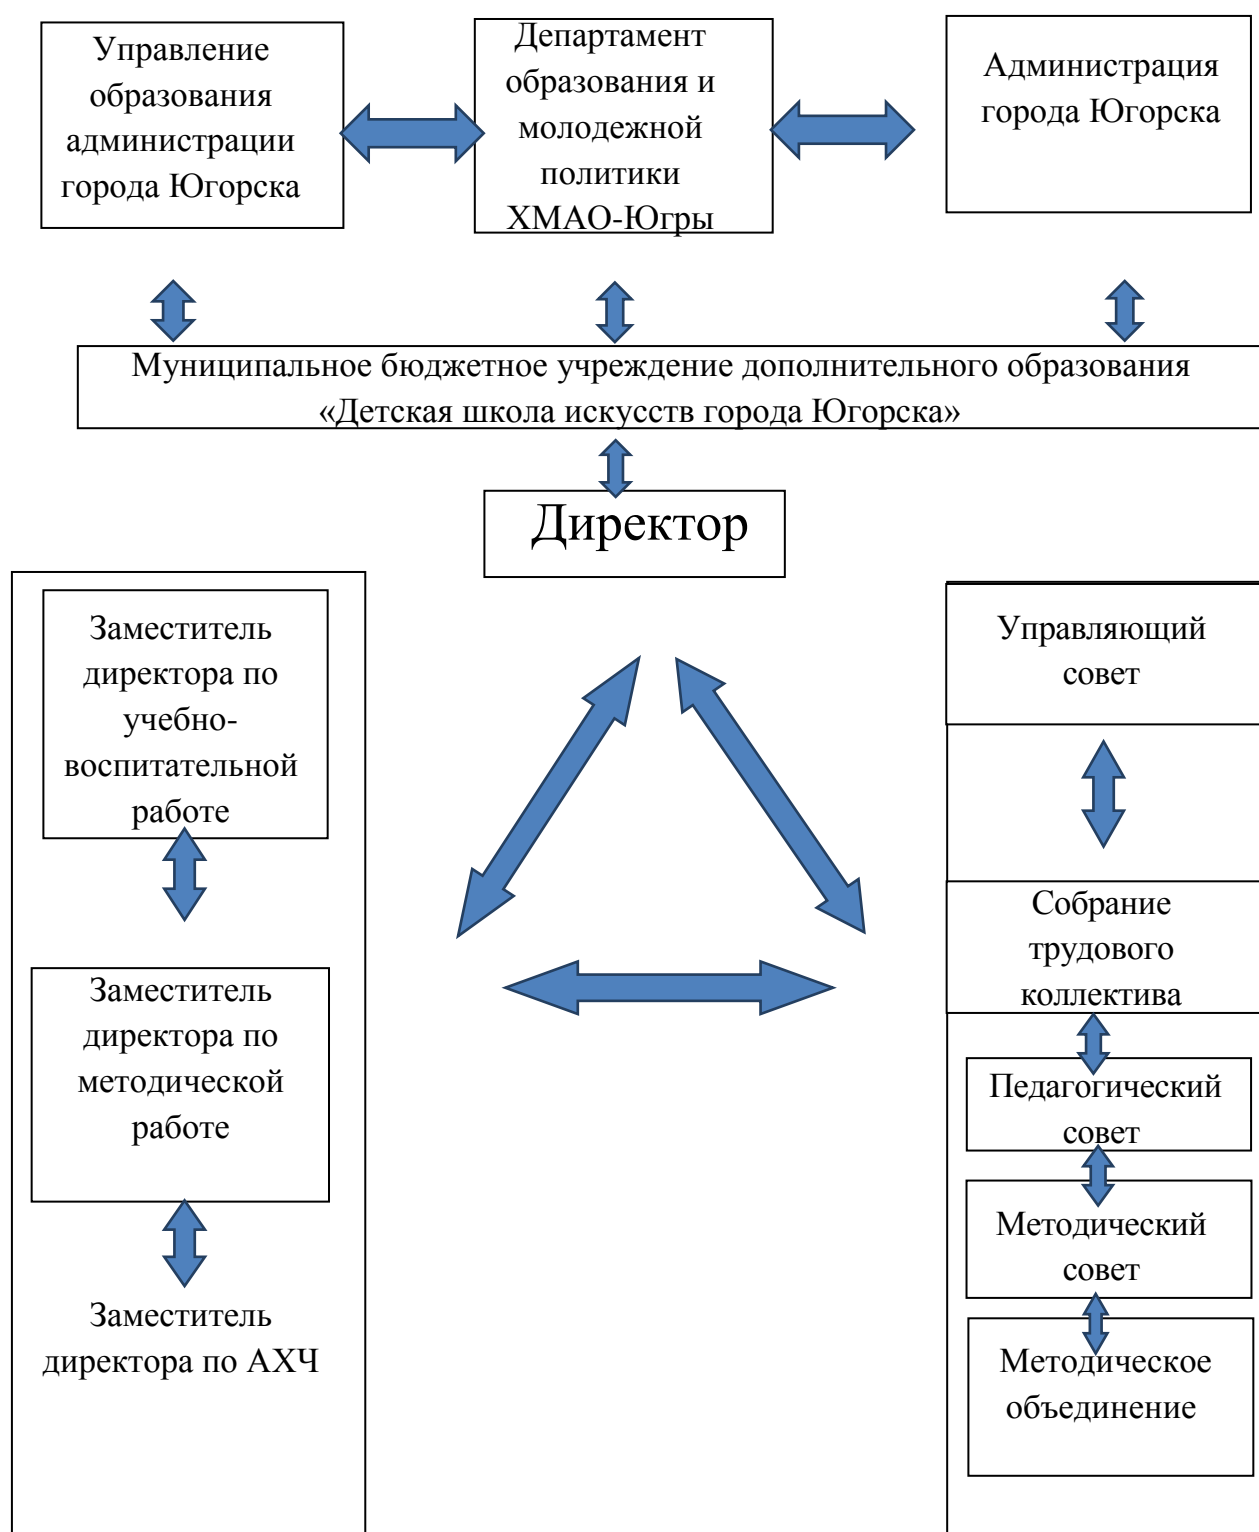 Управление
образования
администрации
города Югорска
Департамент
образования и
молодежной
политики
ХМАО-Югры
Администрация
города Югорска
Муниципальное бюджетное учреждение дополнительного образования
«Детская школа искусств города Югорска»
Директор
Заместитель
директора по
учебно-
воспитательной
работе
Заместитель
директора по
методической
работе
Заместитель
директора по АХЧ
Управляющий
совет
Собрание
трудового
коллектива
Педагогический
совет
Методический
совет
Методическое
объединение